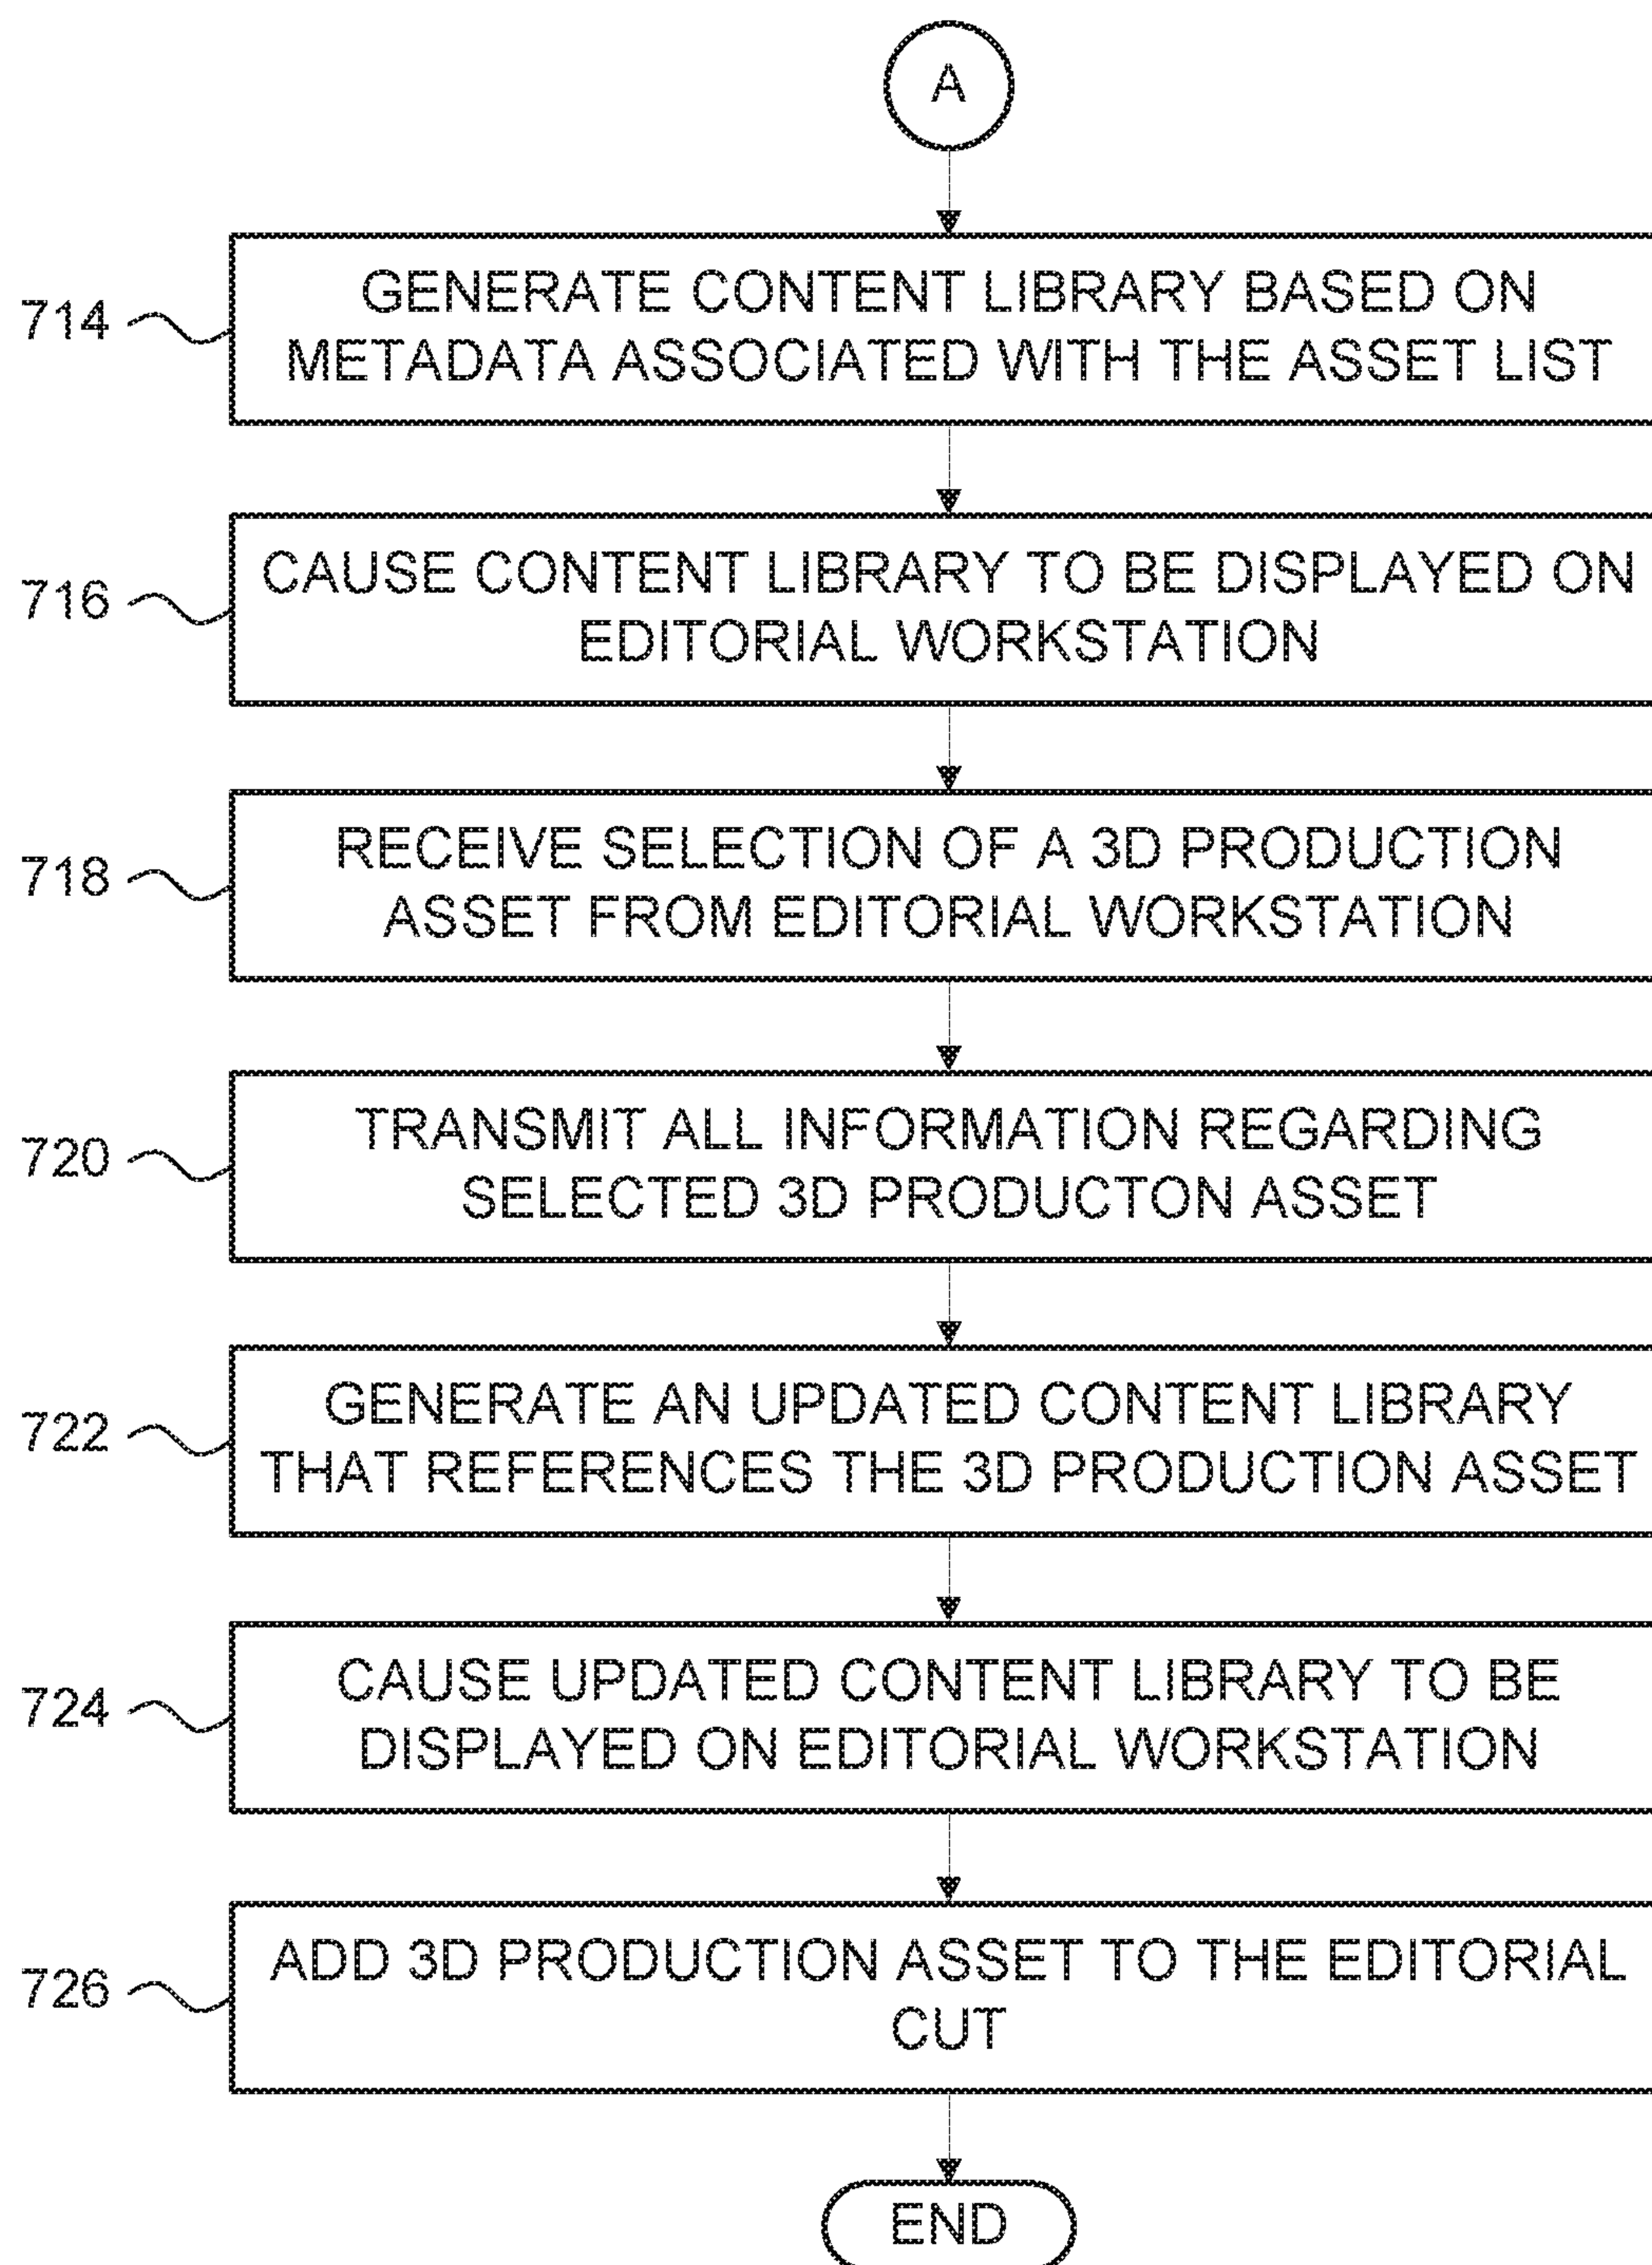 A
714
GENERATE CONTENT LIBRARY BASED ON
METADATA ASSOCIATED WITH THE ASSET LIST
716
CAUSE CONTENT LIBRARY TO BE DISPLAYED ON
EDITORIAL WORKSTATION
718
RECEIVE SELECTION OF A 3D PRODUCTION
ASSET FROM EDITORIAL WORKSTATION
720
TRANSMIT ALL INFORMATION REGARDING
SELECTED 3D PRODUCTON ASSET
722
GENERATE AN UPDATED CONTENT LIBRARY
THAT REFERENCES THE 3D PRODUCTION ASSET
724
CAUSE UPDATED CONTENT LIBRARY TO BE
DISPLAYED ON EDITORIAL WORKSTATION
726
ADD 3D PRODUCTION ASSET TO THE EDITORIAL
CUT
END